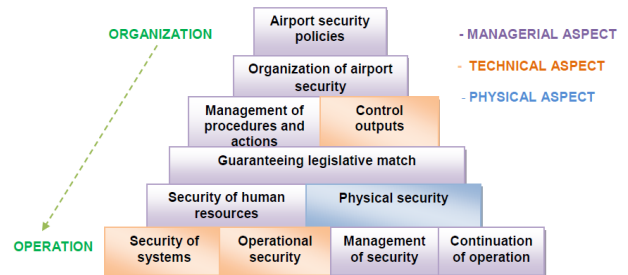 Airport security
policies
ORGANIZATION
- MANAGERIAL ASPECT
- TECHNICAL ASPECT
- PHYSICAL ASPECT
Organization of airport
security
Management of
procedures and
actions
Control
outputs
Guaranteeing legislative match
Security of human
resources
Physical security
OPERATION
Security of
systems
Operational
security
Management
of security
Continuation
of operation